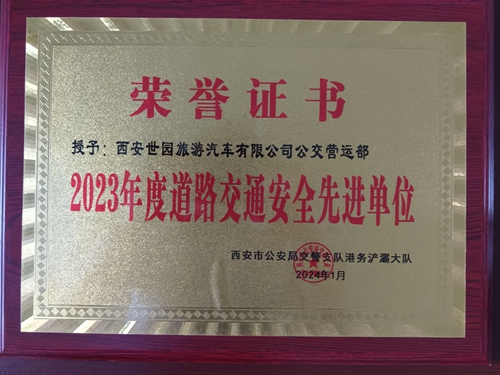 荣誉证书
授予：西安世园旅游汽车有限公司公交营运部
2023年度道路交通安全先进单位
西安市公安局交警支队港务浐灞大队
2024年1月